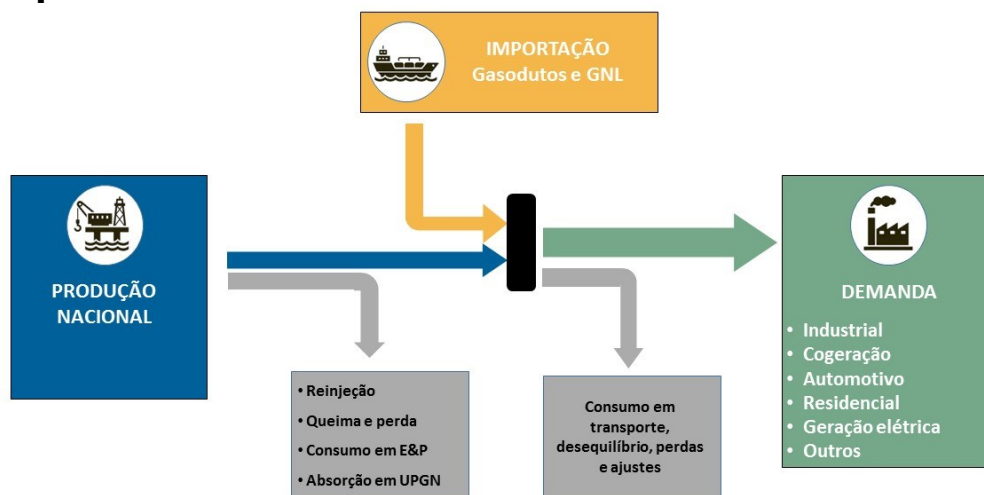 IMPORTAÇÃO
Gasodutos e GNL
PRODUÇÃO
NACIONAL
DEMANDA
• Industrial
• Cogeração
• Automotivo
• Residencial
• Geração elétrica
• Outros
• Reinjeção
• Queima e perda
• Consumo em E&P
• Absorção em UPGN
Consumo em
transporte,
desequilíbrio, perdas
e ajustes